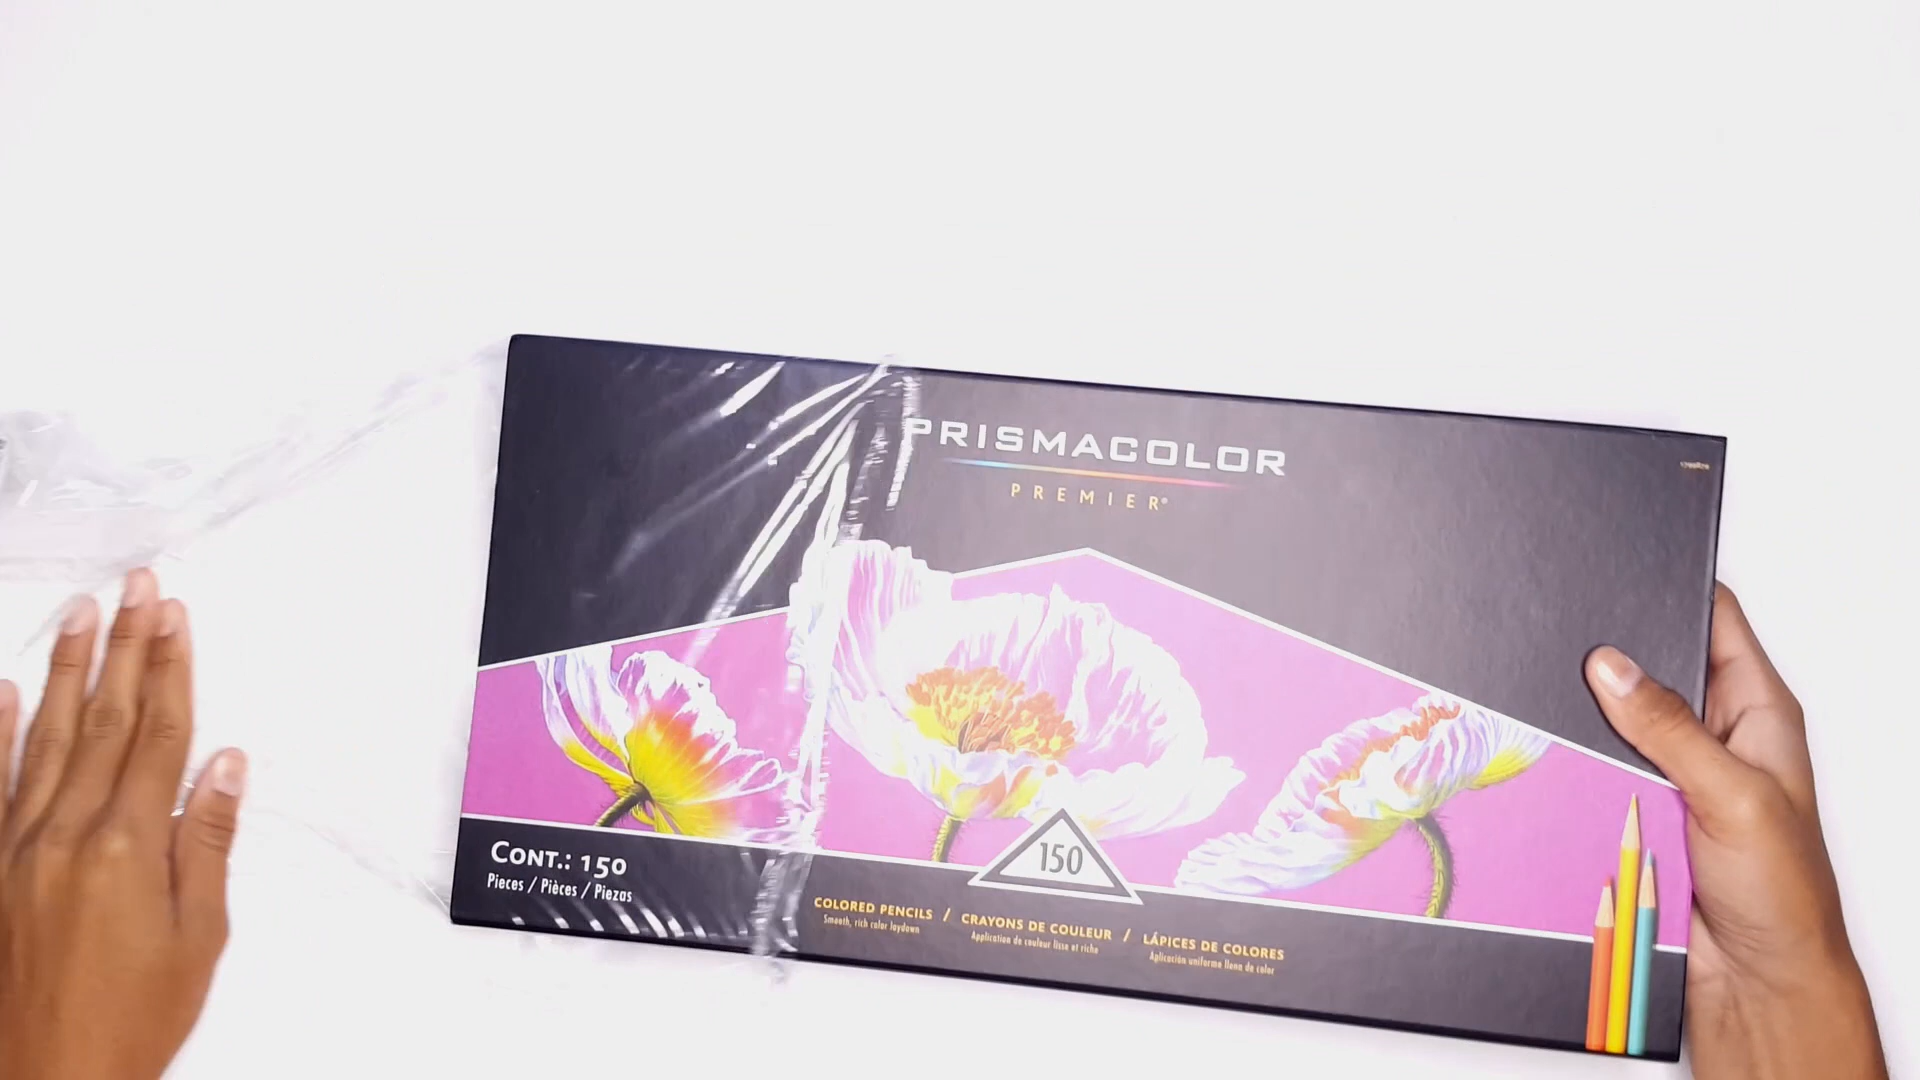 PRISMACOLOR
PREMIER®
150
CONT.: 150
Pieces / Pièces / Piezas
COLORED PENCILS / CRAYONS DE COULEUR / LÁPICES DE COLORES
Smooth, rich color laydown
Application de couleur lisse et riche
Aplicación uniforme llena de color